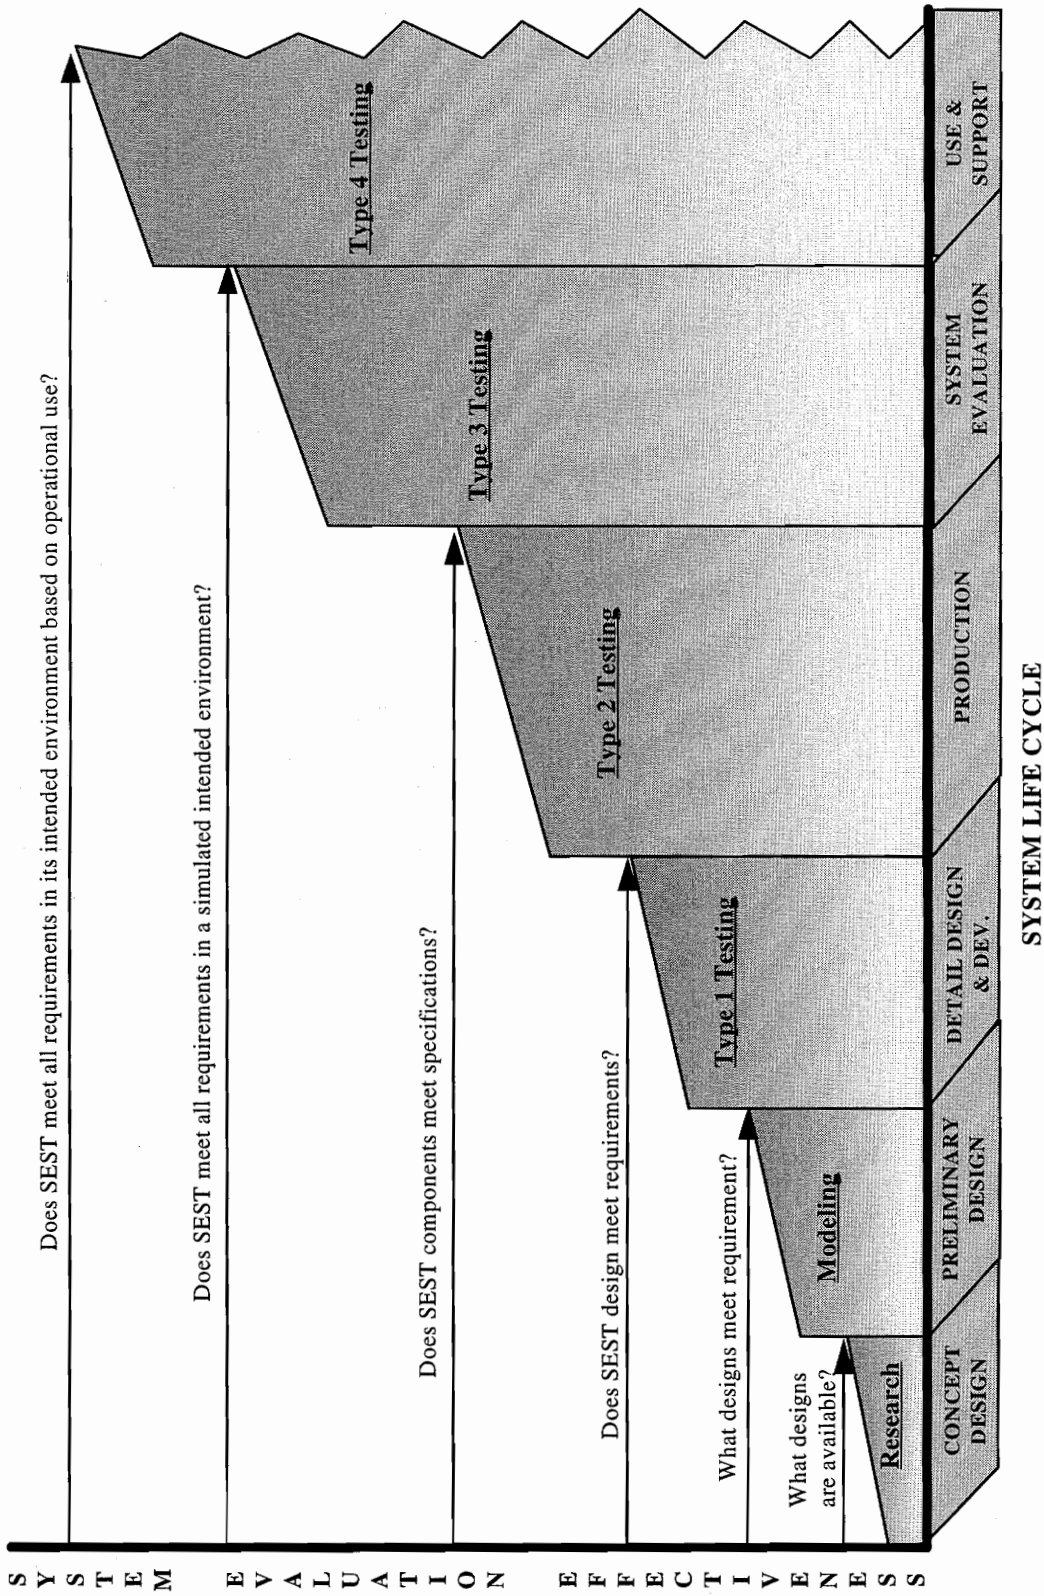 SYSTEM EVALUATION EFFECTIVENESS
Does SEST meet all requirements in its intended environment based on operational use?
Does SEST meet all requirements in a simulated intended environment?
Does SEST components meet specifications?
Does SEST design meet requirements?
What designs meet requirement?
What designs
are available?
Research
Modeling
Type 1 Testing
Type 2 Testing
Type 3 Testing
Type 4 Testing
CONCEPT
DESIGN
PRELIMINARY
DESIGN
DETAIL DESIGN
& DEV.
PRODUCTION
SYSTEM
EVALUATION
USE &
SUPPORT
SYSTEM LIFE CYCLE